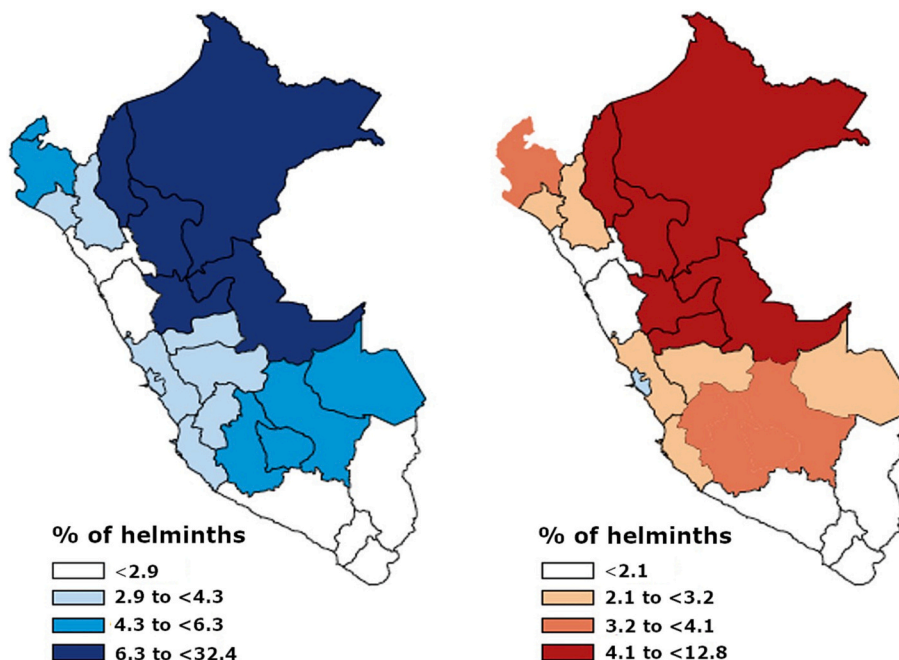 % of helminths
<2.9
2.9 to <4.3
4.3 to <6.3
6.3 to <32.4
% of helminths
<2.1
2.1 to <3.2
3.2 to <4.1
4.1 to <12.8